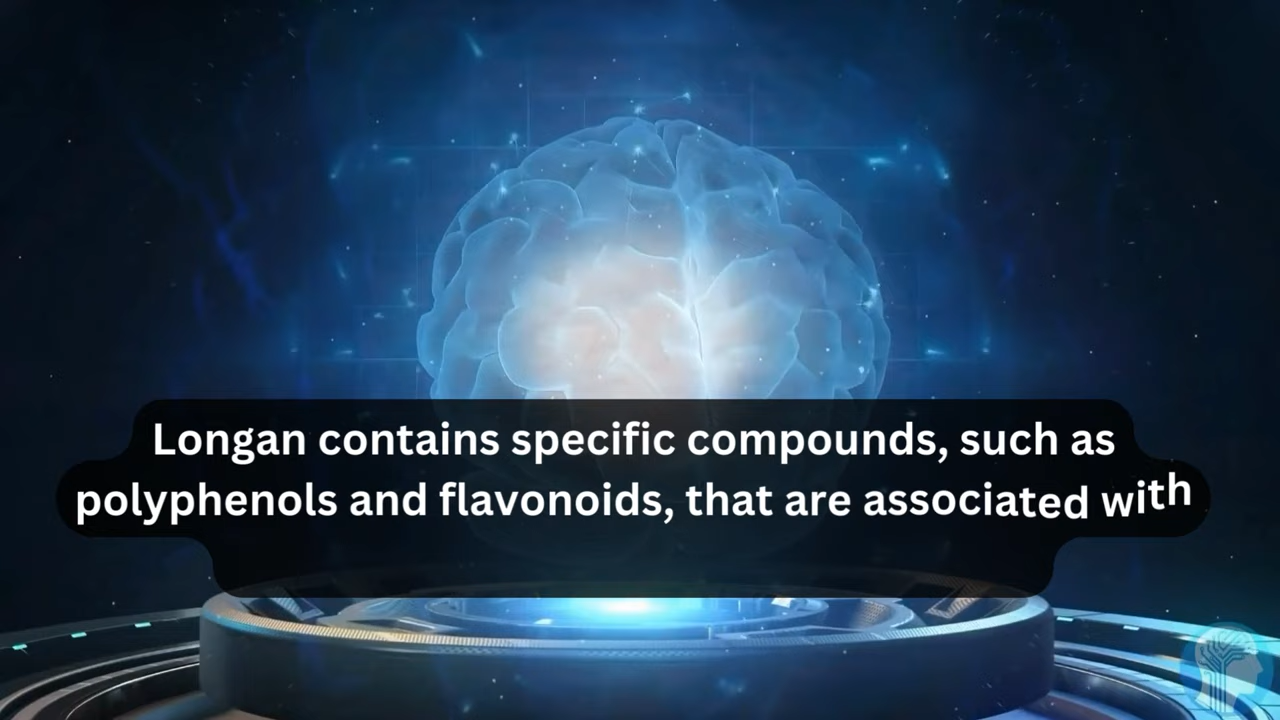 Longan contains specific compounds, such as
polyphenols and flavonoids, that are associated with